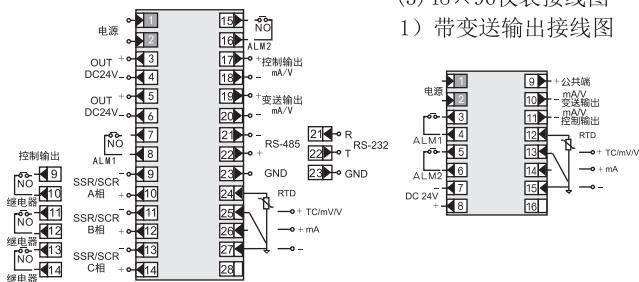 (3) 48×96仪表接线图
1）带变送输出接线图
电源
1
2
OUT
DC24V
+
3
-
4
OUT
DC24V
+
5
-
6
NO
ALM1
7
8
SSR/SCR
A相
-
9
+
10
SSR/SCR
B相
-
11
+
12
SSR/SCR
C相
-
13
+
14
控制输出
9
NO
10
继电器
11
NO
12
继电器
13
NO
14
继电器
15
NO
16
ALM2
17
+
控制输出
mA/V
18
-
19
+
变送输出
mA/V
20
-
21
-
RS-485
22
+
23
GND
24
RTD
25
+ TC/mV/V
26
+ mA
27
-
28
21
R
RS-232
22
T
23
GND
电源
1
2
3
ALM1
4
5
ALM2
6
DC 24V
-
7
+
8
9
+公共端
10
mA/V
-变送输出
11
mA/V
-控制输出
12
RTD
13
+ TC/mV/V
14
+ mA
15
-
16